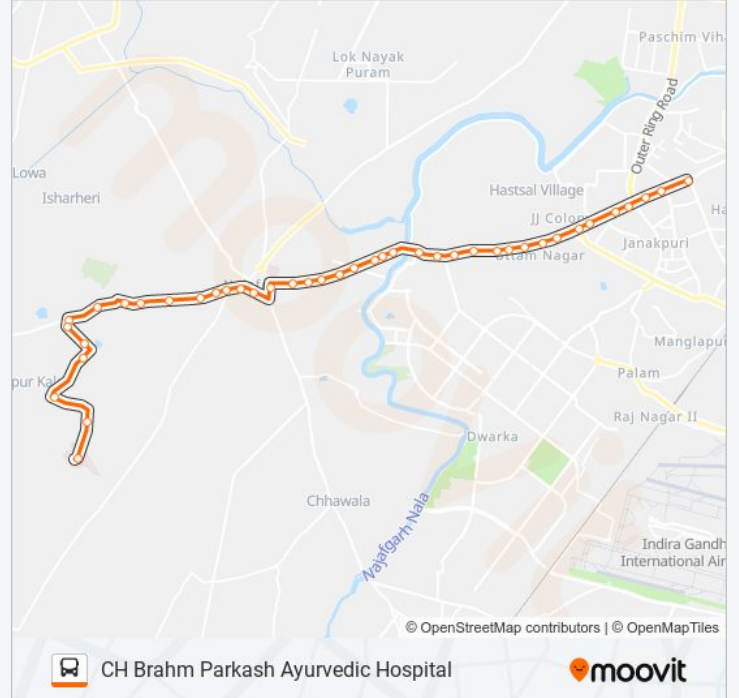 Paschim Vih
Lok Nayak
Puram
Outer Ring Road
Lowa
Isharheri
Hastsal Village
JJ Colon
Janakpuri
Uttam Nagar
Manglapu
Palam
pur Ka
Raj Nagar II
Dwarka
Chhawala
Najafgarh Nala
Indira Gandh
International Air
© OpenStreetMap contributors | © OpenMapTiles
CH Brahm Parkash Ayurvedic Hospital
moovit